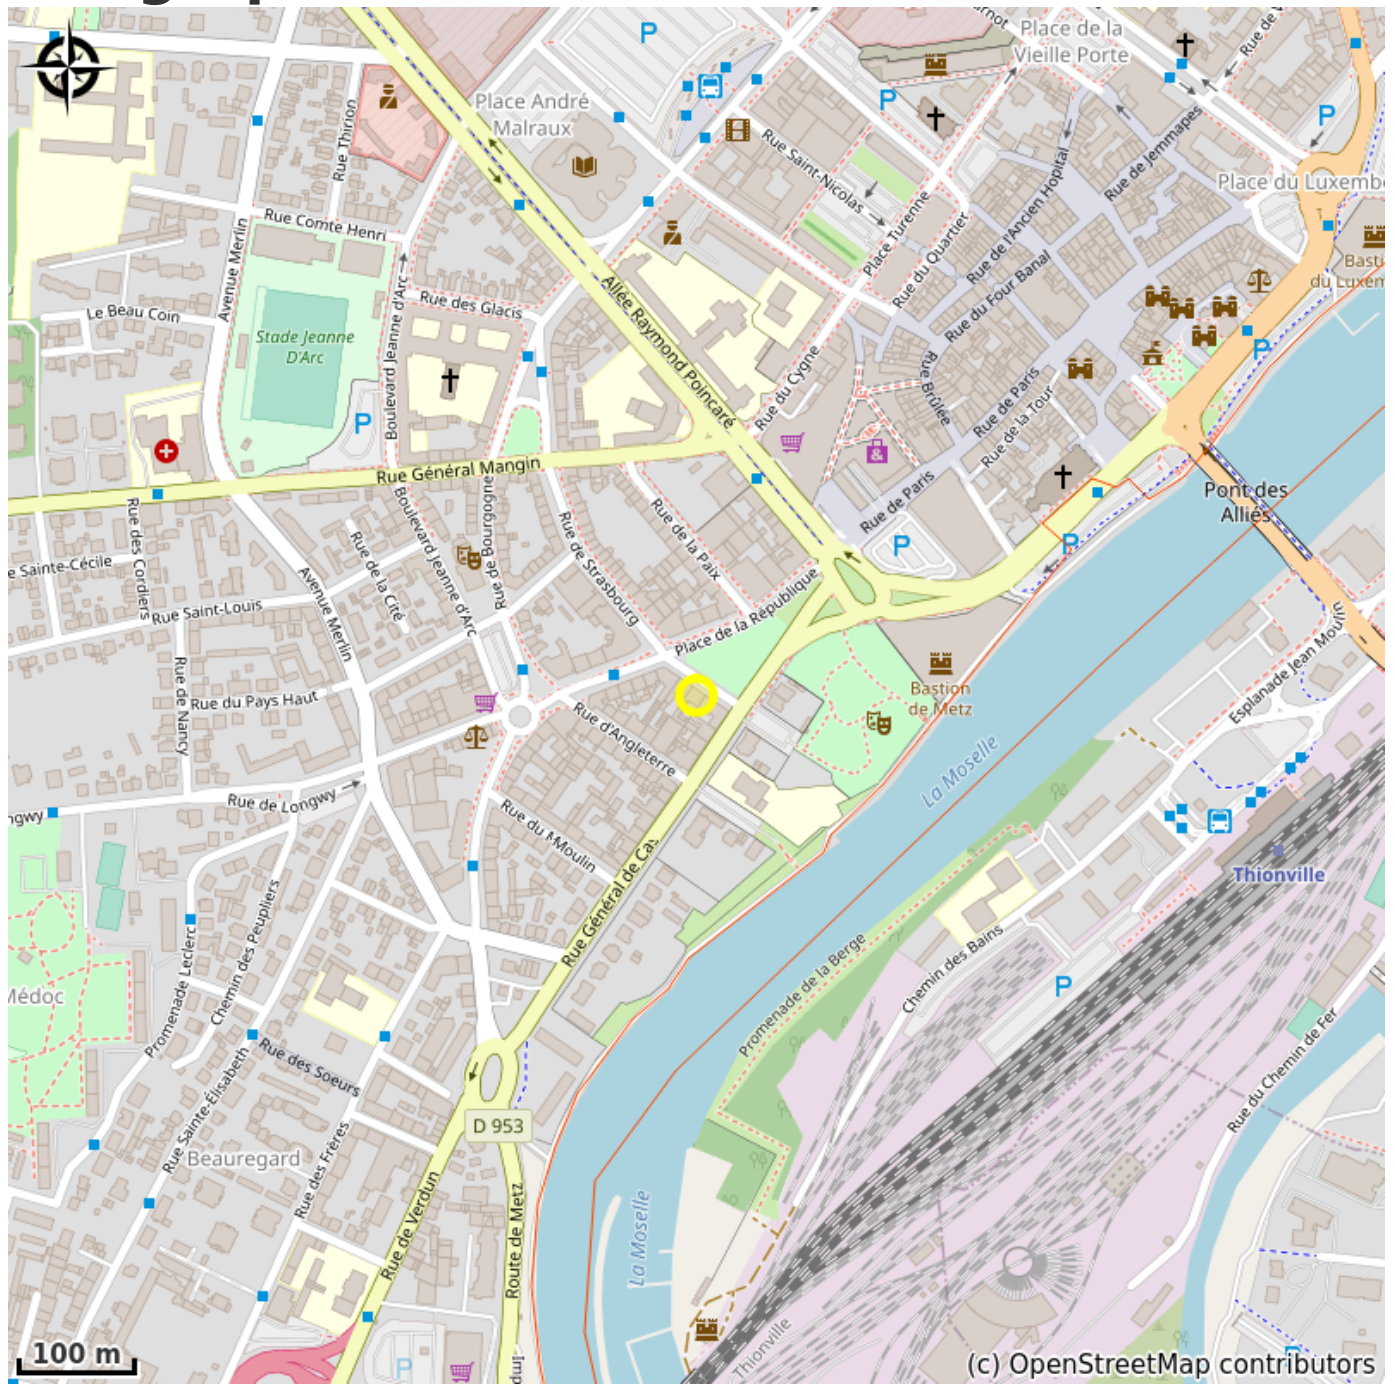 Place de la
Vieille Porte
Place André
Malraux
Rue Thirion
Rue Saint-Nicolas
Rue de Jemmapes
Rue de l'Ancien Hôpital
Place Turenne
Rue du Quartier
Rue du Four Banal
Rue Comte Henri
Avenue Merlin
Rue des Glacis
Boulevard Jeanne d'Arc
Le Beau Coin
Stade Jeanne
D'Arc
Allée Raymond Poincaré
Rue du Cygne
Rue Brûlée
Rue de Paris
Rue de la Tour
Rue Général Mangin
Rue de Paris
Pont des
Alliés
Rue des Cordiers
Rue de la Cité
Boulevard Jeanne d'Arc
Rue de Bourgogne
Rue de Strasbourg
Rue de la Paix
Place de la République
e Sainte-Cécile
Rue Saint-Louis
Avenue Merlin
Rue de Nancy
Rue du Pays Haut
Bastion
de Metz
Esplanade Jean Moulin
Rue d'Angleterre
La Moselle
Rue de Longwy
ngwy
Rue du M
Moulin
Thionville
Rue Général de Cas
Promenade de la Berge
Chemin des Bains
Promenade Leclerc
Chemin des Peupliers
Médoc
Rue des Soeurs
Rue Sainte-Élisabeth
Rue du Chemin de Fer
D 953
Beauregard
Rue des Frères
Rue de Verdun
Route de Metz
La Moselle
Thionville
100 m
(c) OpenStreetMap contributors